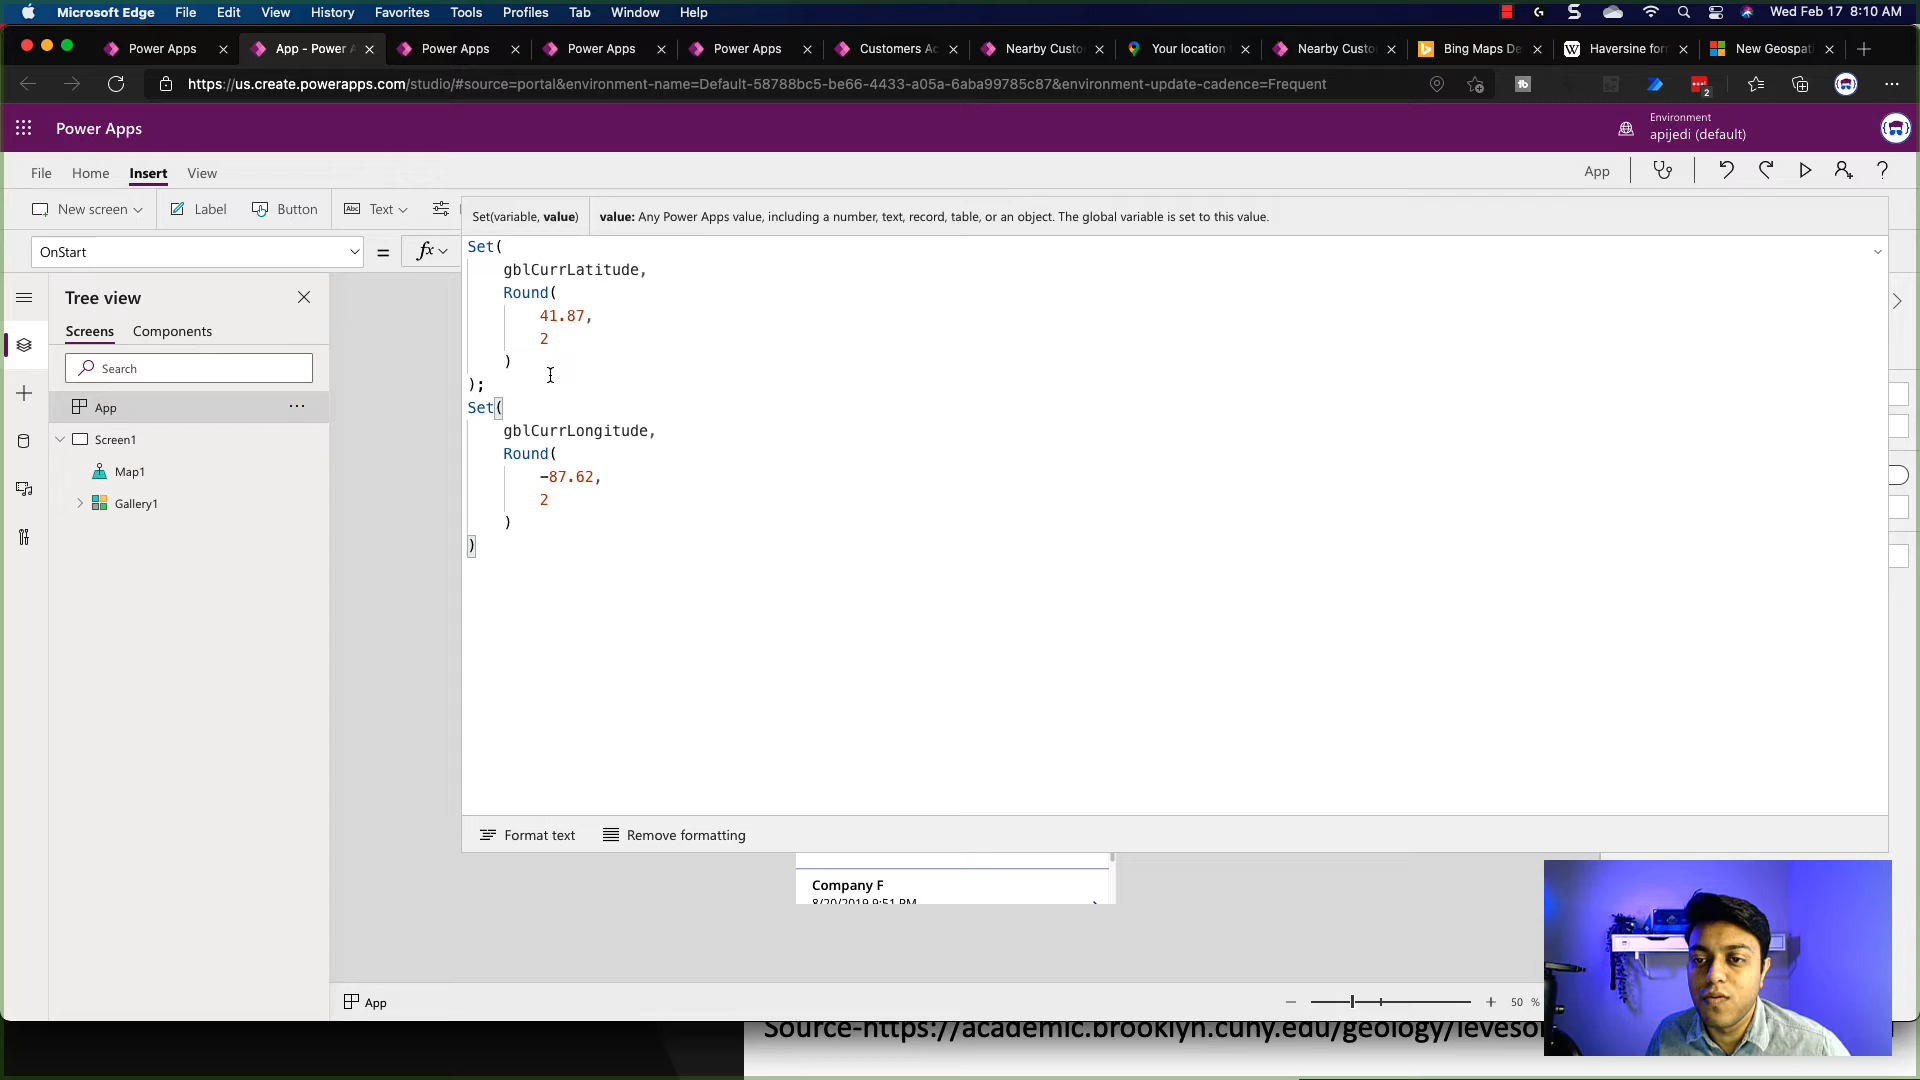 Microsoft Edge File Edit View History Favorites Tools Profiles Tab Window Help Wed Feb 17 8:10 AM
Power Apps App - Power A Power Apps Power Apps Power Apps Customers Ac Nearby Custo Your location Nearby Custo Bing Maps De Haversine for New Geospat
https://us.create.powerapps.com/studio/#source=portal&environment-name=Default-58788bc5-be66-4433-a05a-6aba99785c87&environment-update-cadence=Frequent
Power Apps
Environment
apijedi (default)
File Home Insert View App
New screen Label Button Text
Set(variable, value) value: Any Power Apps value, including a number, text, record, table, or an object. The global variable is set to this value.
OnStart = fx
Set(
gblCurrLatitude,
Round(
41.87,
2
)
);
Set(
gblCurrLongitude,
Round(
-87.62,
2
)
)
Tree view
Screens Components
Search
App
Screen1
Map1
Gallery1
Format text Remove formatting
Company F
8/20/2019 9:51 PM
App 50 %
Source-https://academic.brooklyn.cuny.edu/geology/leveso